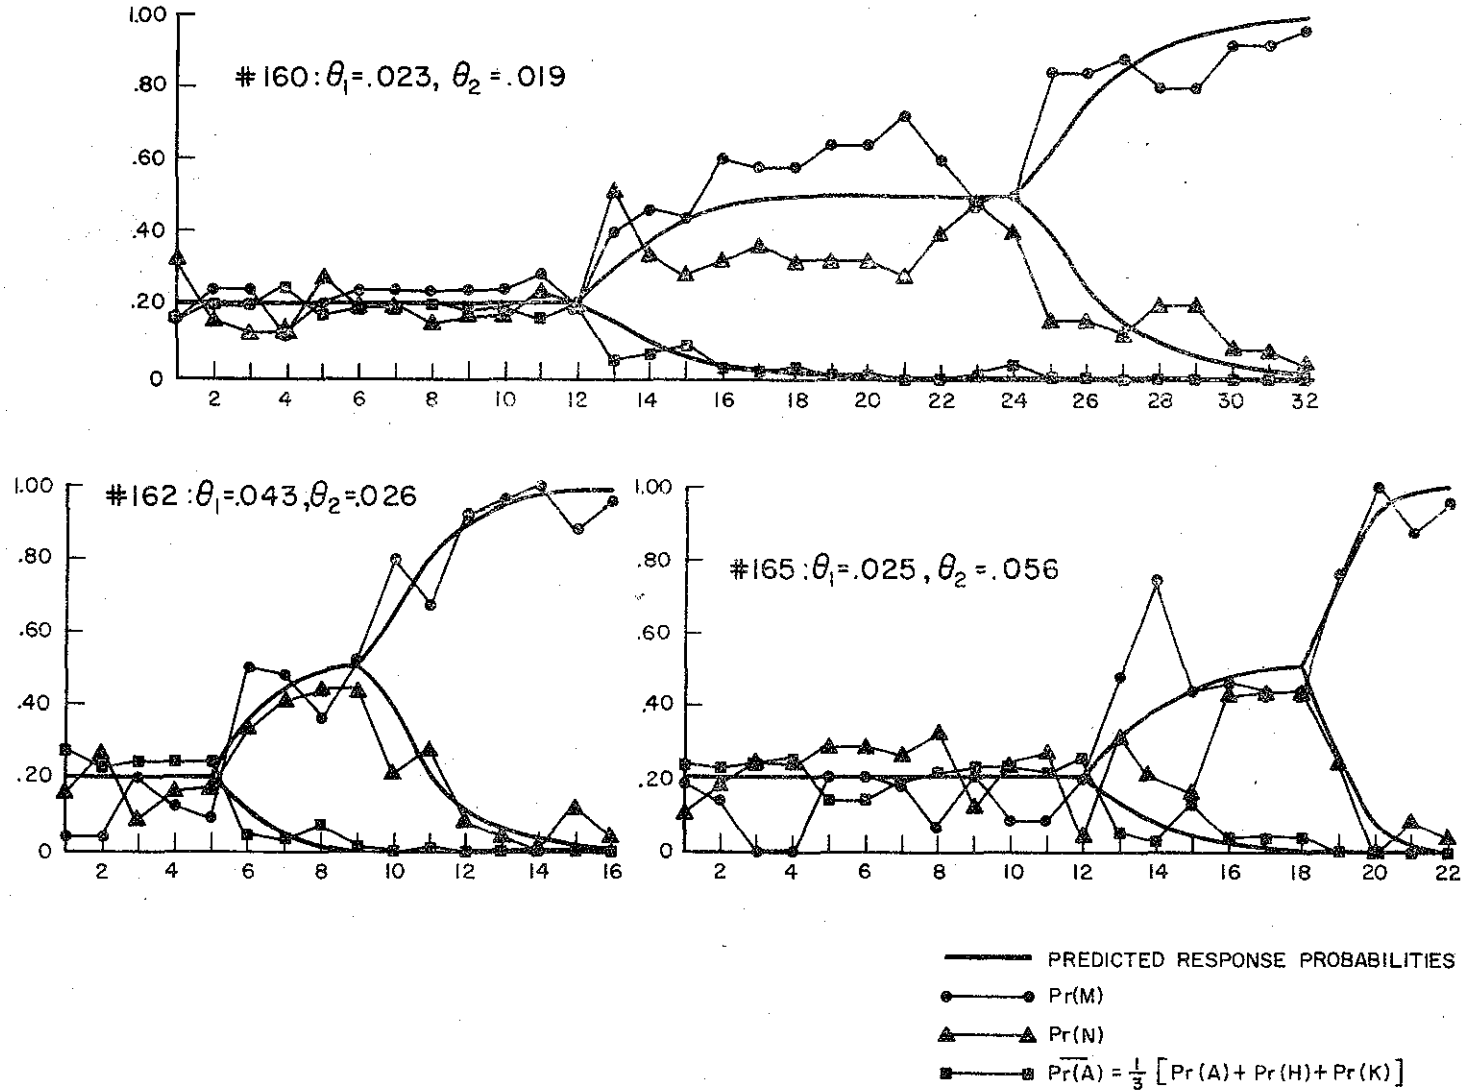 1.00
#160:θ₁=.023, θ₂=.019
.80
.60
.40
.20
0
2 4 6 8 10 12 14 16 18 20 22 24 26 28 30 32
1.00
#162:θ₁=.043,θ₂=.026
.80
.60
.40
.20
0
2 4 6 8 10 12 14 16
1.00
.80
#165:θ₁=.025, θ₂=.056
.60
.40
.20
0
2 4 6 8 10 12 14 16 18 20 22
PREDICTED RESPONSE PROBABILITIES
Pr(M)
Pr(N)
P̅r̅(̅A̅)̅ = 1/3 [Pr(A)+ Pr(H)+ Pr(K)]